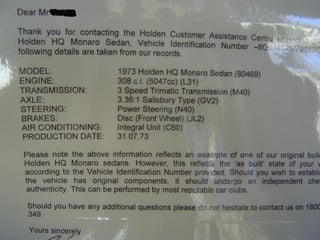 Dear Mr
Thank you for contacting the Holden Customer Assistance Centre
Holden HQ Monaro Sedan, Vehicle Identification Number
following details are taken from our records.
MODEL: 1973 Holden HQ Monaro Sedan (80469)
ENGINE: 308 c.i. (5047cc) (L31)
TRANSMISSION: 3 Speed Trimatic Transmission (M40)
AXLE: 3.36:1 Salisbury Type (GV2)
STEERING: Power Steering (N40)
BRAKES: Disc (Front Wheel) (JL2)
AIR CONDITIONING: Integral Unit (C60)
PRODUCTION DATE: 31.07.73
Please note the above information reflects an example of one of our original
Holden HQ Monaro sedans. However, this reflects the 'as built' state of your
according to the Vehicle Identification Number provided. Should you wish to
the vehicle has original components, it should undergo an independent
authenticity. This can be performed by most reputable car clubs.
Should you have any additional questions please do not hesitate to contact us on 1800
349.
Yours sincerely